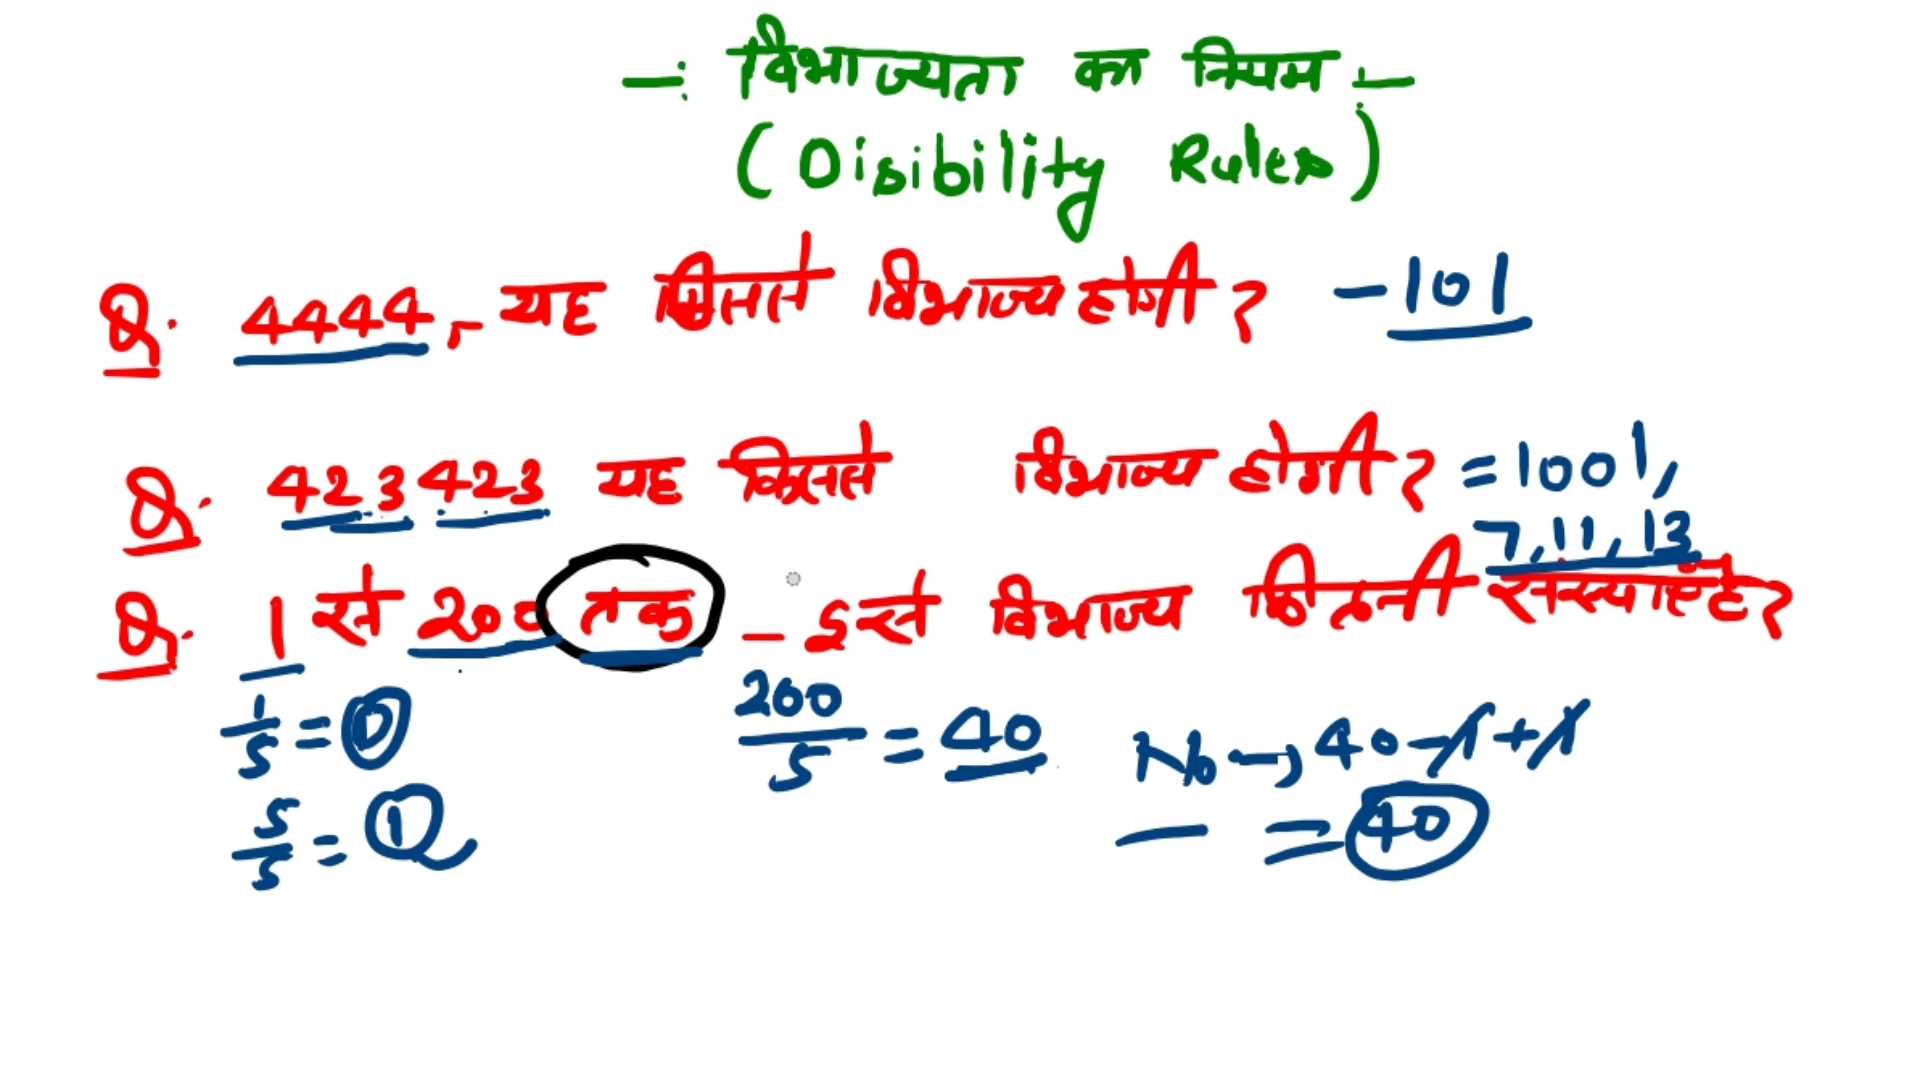 -: विभाज्यता का नियम :-
(Disibility Rules)
Q. 4444, - यह किससे विभाज्य होगी ? - 101
Q. 423423 यह किससे विभाज्य होगी ? = 1001,
7, 11, 13
Q. 1 से 200 तक - 5 से विभाज्य कितनी संख्याएँ है ?
1/5 = 0 200/5 = 40 No → 40 - 1 + 1
5/5 = 1 = 40